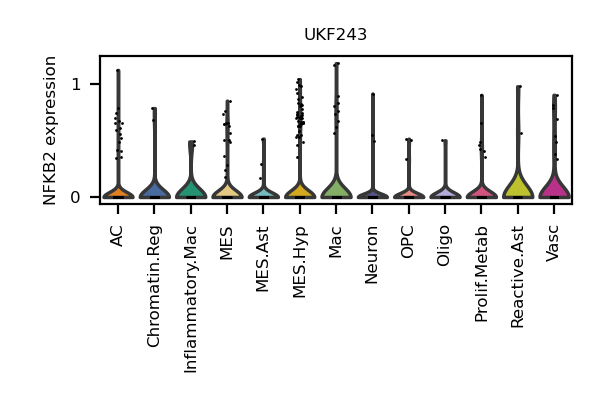 UKF243
NFKB2 expression
1
0
AC
Chromatin.Reg
Inflammatory.Mac
MES
MES.Ast
MES.Hyp
Mac
Neuron
OPC
Oligo
Prolif.Metab
Reactive.Ast
Vasc